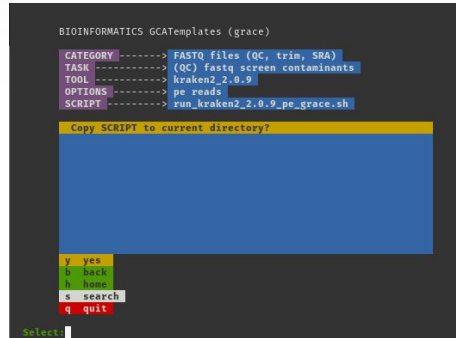 BIOINFORMATICS GCATemplates (grace)
CATEGORY -------> FASTQ files (QC, trim, SRA)
TASK -----------> (QC) fastq screen contaminants
TOOL -----------> kraken2_2.0.9
OPTIONS --------> pe reads
SCRIPT ---------> run_kraken2_2.0.9_pe_grace.sh
Copy SCRIPT to current directory?
y yes
b back
h home
s search
q quit
Select: